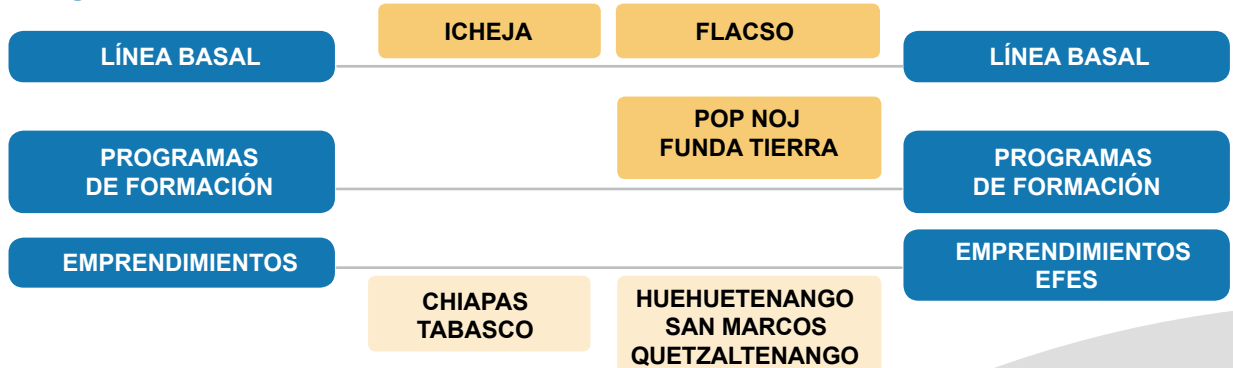 ICHEJA
FLACSO
LÍNEA BASAL
LÍNEA BASAL
POP NOJ
FUNDA TIERRA
PROGRAMAS
DE FORMACIÓN
PROGRAMAS
DE FORMACIÓN
EMPRENDIMIENTOS
EMPRENDIMIENTOS
EFES
CHIAPAS
TABASCO
HUEHUETENANGO
SAN MARCOS
QUETZALTENANGO